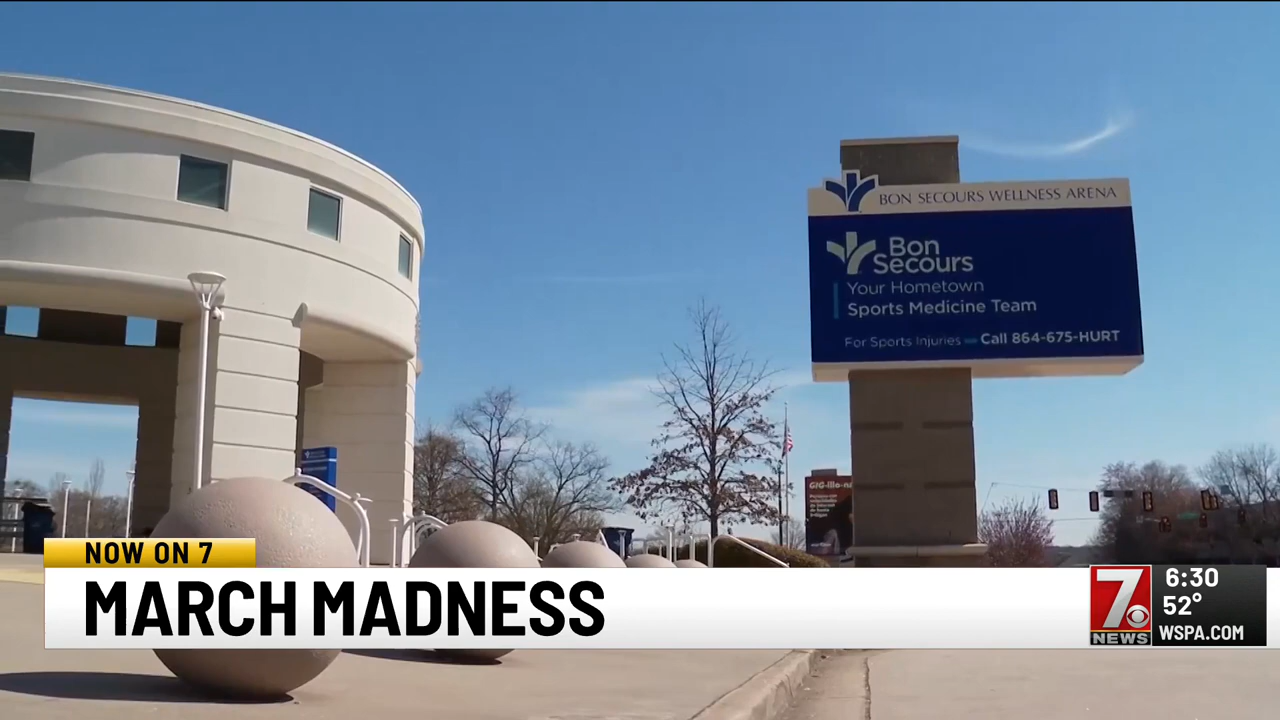 BON SECOURS WELLNESS ARENA
Bon
Secours
Your Hometown
Sports Medicine Team
For Sports Injuries — Call 864-675-HURT
NOW ON 7
MARCH MADNESS
7
NEWS
6:30
52°
WSPA.COM